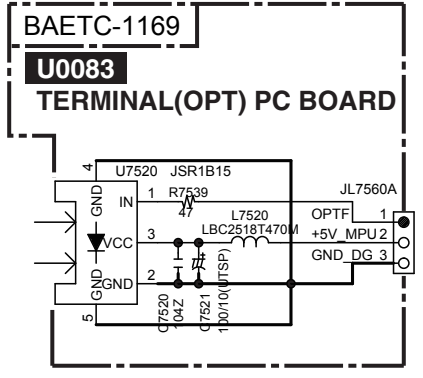 BAETC-1169
U0083
TERMINAL(OPT) PC BOARD
4
U7520 JSR1B15
JL7560A
GND
IN
1
R7539
47
OPTF
1
L7520
LBC2518T470M
VCC
3
+5V_MPU
2
GND
2
GND_DG
3
GND
5
C7520
104Z
C7521
100/10(UTSP)